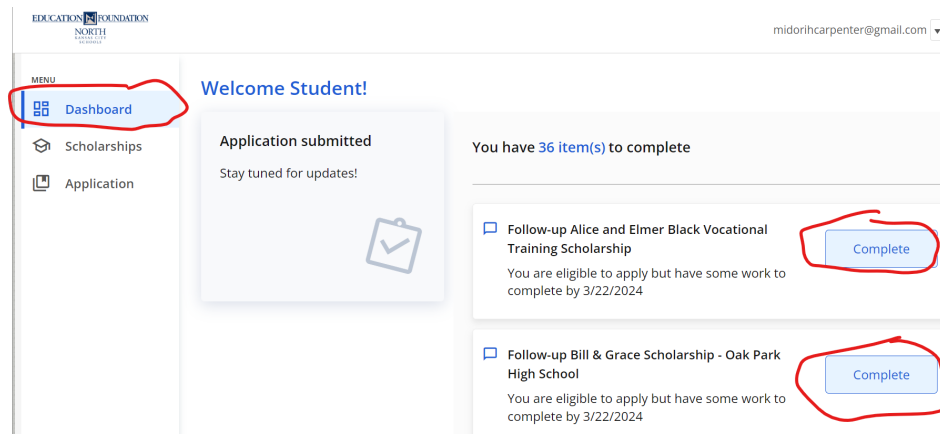 EDUCATION FOUNDATION
NORTH
KANSAS CITY
SCHOOLS
midorihcarpenter@gmail.com
MENU
Dashboard
Scholarships
Application
Welcome Student!
Application submitted
Stay tuned for updates!
You have 36 item(s) to complete
Follow-up Alice and Elmer Black Vocational
Training Scholarship
You are eligible to apply but have some work to
complete by 3/22/2024
Complete
Follow-up Bill & Grace Scholarship - Oak Park
High School
You are eligible to apply but have some work to
complete by 3/22/2024
Complete